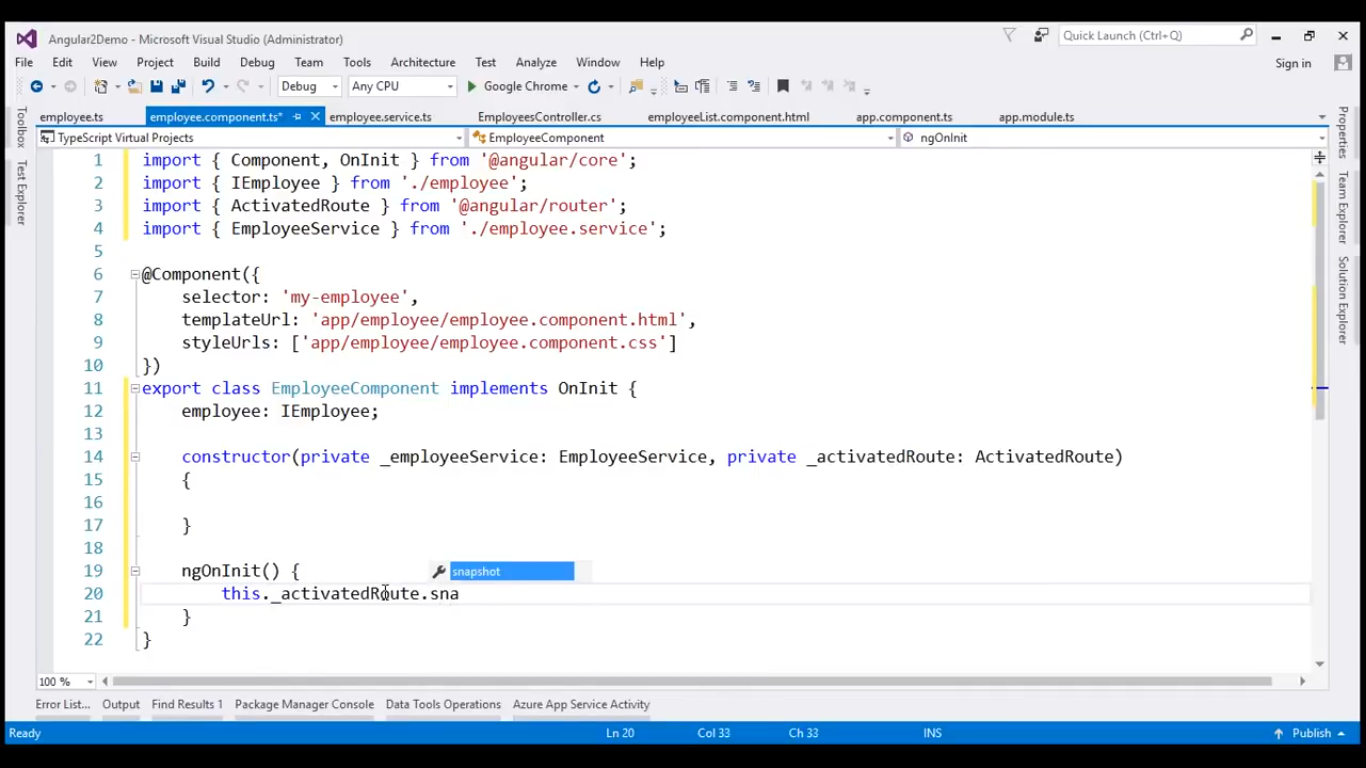 Angular2Demo - Microsoft Visual Studio (Administrator)
Quick Launch (Ctrl+Q)
File Edit View Project Build Debug Team Tools Architecture Test Analyze Window Help
Sign in
Debug Any CPU Google Chrome
employee.ts employee.component.ts* employee.service.ts EmployeesController.cs employeeList.component.html app.component.ts app.module.ts
TypeScript Virtual Projects EmployeeComponent ngOnInit
Toolbox
Test Explorer
Properties
Team Explorer
Solution Explorer
1 import { Component, OnInit } from '@angular/core';
2 import { IEmployee } from './employee';
3 import { ActivatedRoute } from '@angular/router';
4 import { EmployeeService } from './employee.service';
5
6 @Component({
7 selector: 'my-employee',
8 templateUrl: 'app/employee/employee.component.html',
9 styleUrls: ['app/employee/employee.component.css']
10 })
11 export class EmployeeComponent implements OnInit {
12 employee: IEmployee;
13
14 constructor(private _employeeService: EmployeeService, private _activatedRoute: ActivatedRoute)
15 {
16
17 }
18
19 ngOnInit() {
snapshot
20 this._activatedRoute.sna
21 }
22 }
100 %
Error List... Output Find Results 1 Package Manager Console Data Tools Operations Azure App Service Activity
Ready Ln 20 Col 33 Ch 33 INS Publish